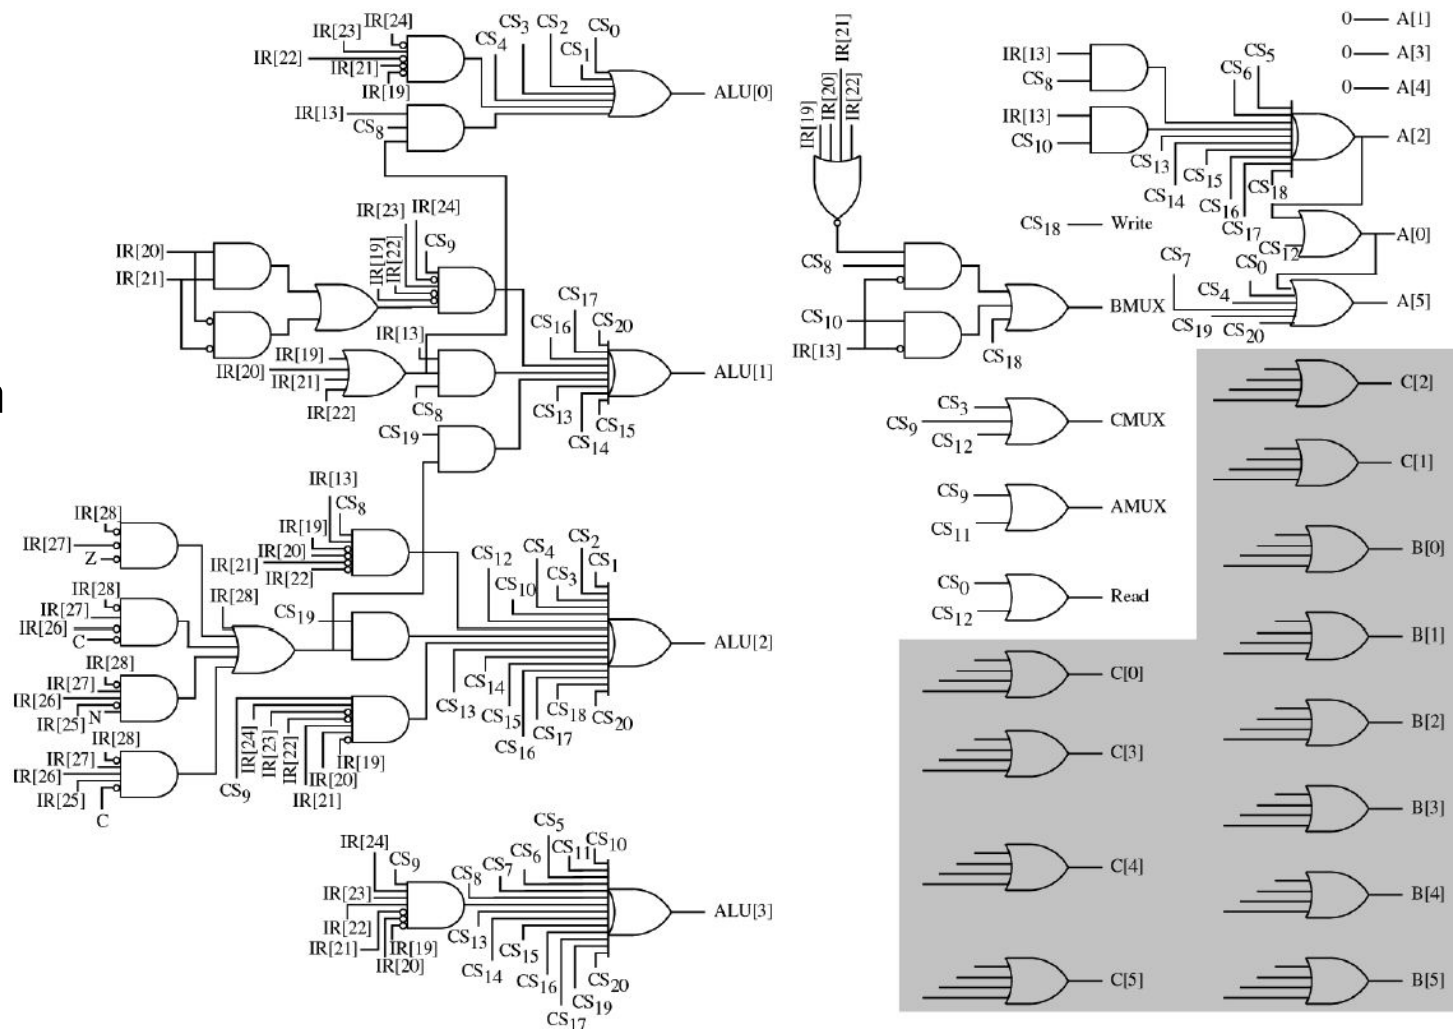 IR[24]
IR[23]
IR[22]
IR[21]
IR[19]
CS4
CS3
CS2
CS1
CS0
ALU[0]
IR[13]
CS8
IR[20]
IR[21]
IR[23]
IR[24]
IR[19]
IR[22]
CS9
IR[19]
IR[20]
IR[21]
IR[22]
IR[13]
CS8
CS16
CS17
CS20
ALU[1]
CS13
CS14
CS15
CS19
IR[28]
IR[27]
Z
IR[28]
IR[27]
IR[26]
C
IR[28]
IR[27]
IR[26]
IR[25]
N
IR[28]
IR[27]
IR[26]
IR[25]
C
IR[28]
IR[13]
CS8
IR[19]
IR[20]
IR[21]
IR[22]
CS19
CS9
IR[24]
IR[23]
IR[22]
IR[21]
IR[20]
IR[19]
CS12
CS10
CS4
CS3
CS2
CS1
ALU[2]
CS13
CS14
CS15
CS16
CS17
CS18
CS20
IR[24]
CS9
IR[23]
IR[22]
IR[21]
IR[20]
IR[19]
CS8
CS7
CS6
CS5
CS11
CS10
ALU[3]
CS13
CS14
CS15
CS16
CS17
CS19
CS20
IR[19]
IR[20]
IR[21]
IR[22]
CS8
CS10
IR[13]
CS18
BMUX
CS18 Write
CS3
CS9
CS12
CMUX
CS9
CS11
AMUX
CS0
CS12
Read
0 A[1]
0 A[3]
0 A[4]
IR[13]
CS8
IR[13]
CS10
CS6
CS5
A[2]
CS13
CS14
CS15
CS16
CS17
CS18
CS12
A[0]
CS7
CS4
CS0
CS19
CS20
A[5]
C[2]
C[1]
B[0]
B[1]
C[0]
B[2]
C[3]
B[3]
C[4]
B[4]
C[5]
B[5]